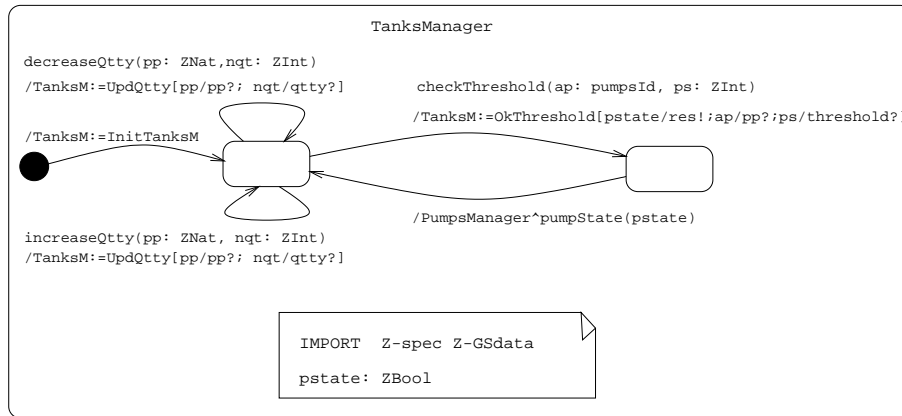 TanksManager
decreaseQtty(pp: ZNat,nqt: ZInt)
/TanksM:=UpdQtty[pp/pp?; nqt/qtty?]
checkThreshold(ap: pumpsId, ps: ZInt)
/TanksM:=OkThreshold[pstate/res!;ap/pp?;ps/threshold?]
/TanksM:=InitTanksM
/PumpsManager^pumpState(pstate)
increaseQtty(pp: ZNat, nqt: ZInt)
/TanksM:=UpdQtty[pp/pp?; nqt/qtty?]
IMPORT Z-spec Z-GSdata
pstate: ZBool